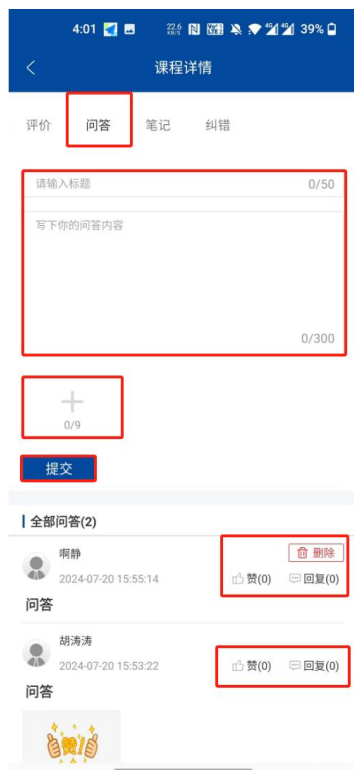 4:01 22.6 KB/S 4G 4G 39%
课程详情
评价 问答 笔记 纠错
请输入标题 0/50
写下你的问答内容
0/300
0/9
提交
全部问答(2)
啊静 删除
2024-07-20 15:55:14 赞(0) 回复(0)
问答
胡涛涛
2024-07-20 15:53:22 赞(0) 回复(0)
问答
赞!